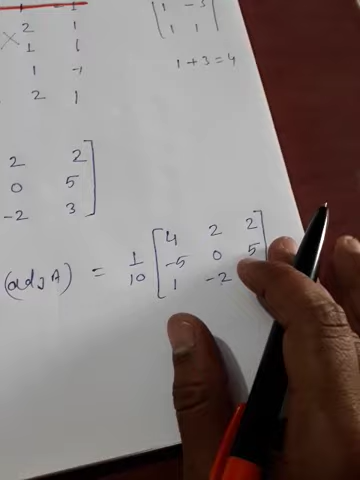 1 -3
2 1
1 1
× 1 1
1 + 3 = 4
1 -1
2 1
2 2
0 5
-2 3
4 2 2
(adj A) = 1/10 -5 0 5
1 -2